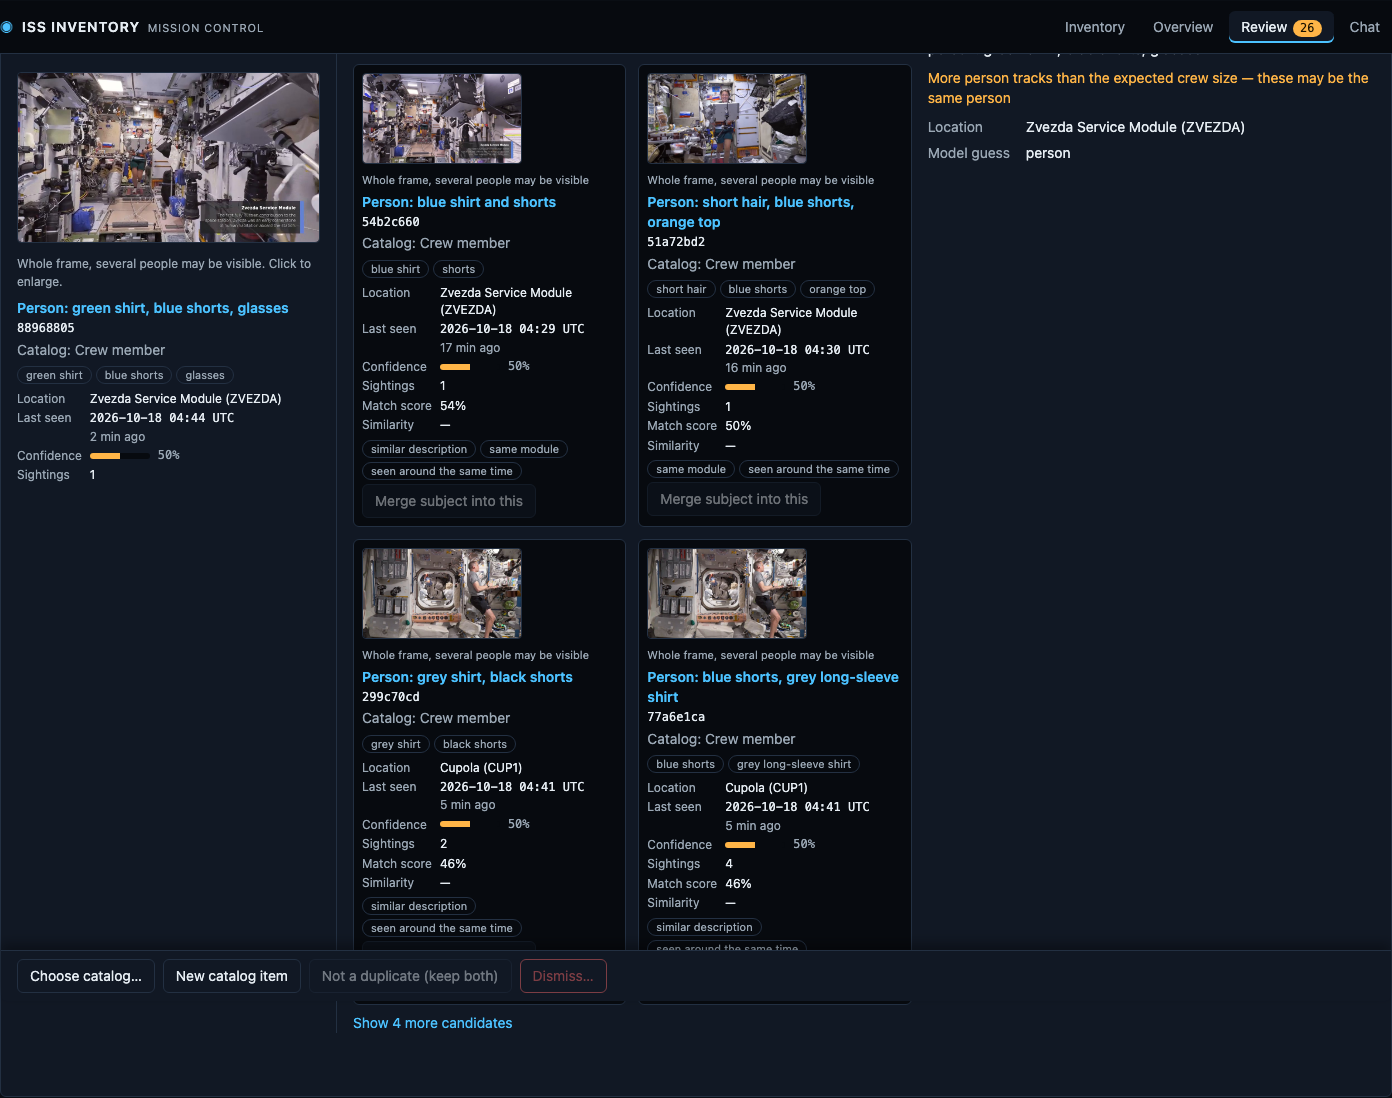 ISS INVENTORY MISSION CONTROL
Inventory
Overview
Review 26
Chat
Zvezda Service Module
Whole frame, several people may be visible. Click to
enlarge.
Person: green shirt, blue shorts, glasses
88968805
Catalog: Crew member
green shirt
blue shorts
glasses
Location Zvezda Service Module (ZVEZDA)
Last seen 2026-10-18 04:44 UTC
2 min ago
Confidence 50%
Sightings 1
Whole frame, several people may be visible
Person: blue shirt and shorts
54b2c660
Catalog: Crew member
blue shirt
shorts
Location Zvezda Service Module
(ZVEZDA)
Last seen 2026-10-18 04:29 UTC
17 min ago
Confidence 50%
Sightings 1
Match score 54%
Similarity —
similar description
same module
seen around the same time
Merge subject into this
Whole frame, several people may be visible
Person: short hair, blue shorts,
orange top
51a72bd2
Catalog: Crew member
short hair
blue shorts
orange top
Location Zvezda Service Module
(ZVEZDA)
Last seen 2026-10-18 04:30 UTC
16 min ago
Confidence 50%
Sightings 1
Match score 50%
Similarity —
same module
seen around the same time
Merge subject into this
Whole frame, several people may be visible
Person: grey shirt, black shorts
299c70cd
Catalog: Crew member
grey shirt
black shorts
Location Cupola (CUP1)
Last seen 2026-10-18 04:41 UTC
5 min ago
Confidence 50%
Sightings 2
Match score 46%
Similarity —
similar description
seen around the same time
Whole frame, several people may be visible
Person: blue shorts, grey long-sleeve
shirt
77a6e1ca
Catalog: Crew member
blue shorts
grey long-sleeve shirt
Location Cupola (CUP1)
Last seen 2026-10-18 04:41 UTC
5 min ago
Confidence 50%
Sightings 4
Match score 46%
Similarity —
similar description
seen around the same time
More person tracks than the expected crew size — these may be the
same person
Location Zvezda Service Module (ZVEZDA)
Model guess person
Choose catalog...
New catalog item
Not a duplicate (keep both)
Dismiss...
Show 4 more candidates